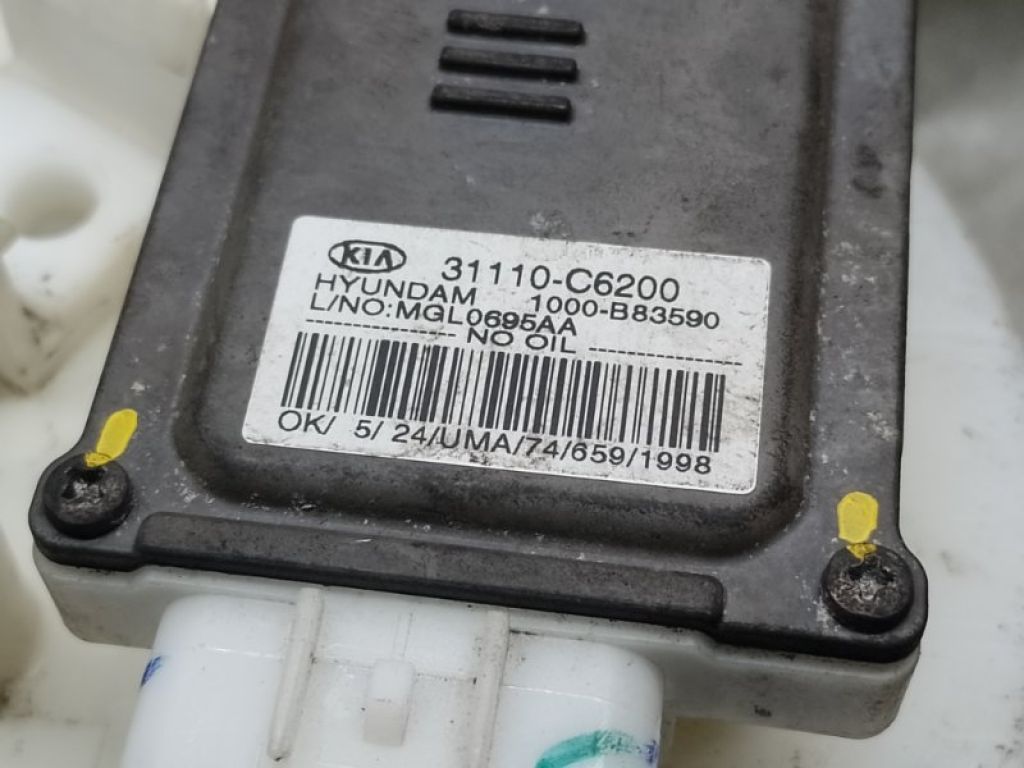 KIA 31110-C6200
HYUNDAM 1000-B83590
L/NO:MGL0695AA
------------------ NO OIL ------------------
OK/ 5/ 24/UMA/74/659/1998